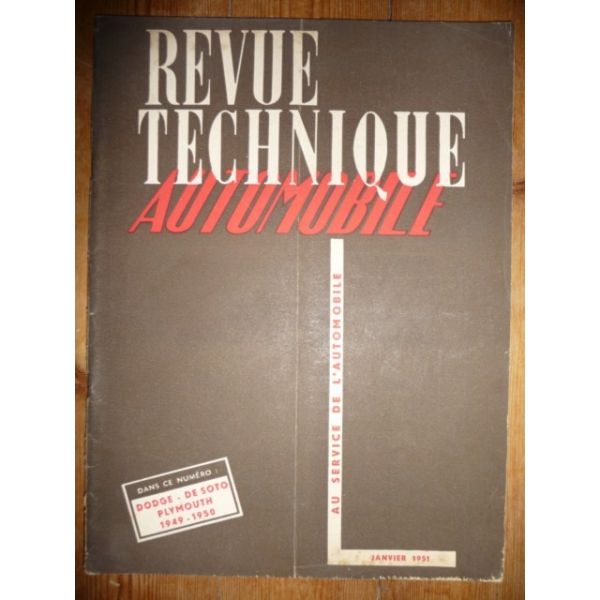 REVUE
TECHNIQUE
AUTOMOBILE
AU SERVICE DE L'AUTOMOBILE
DANS CE NUMÉRO :
DODGE - DE SOTO
PLYMOUTH
1949 - 1950
JANVIER 1951